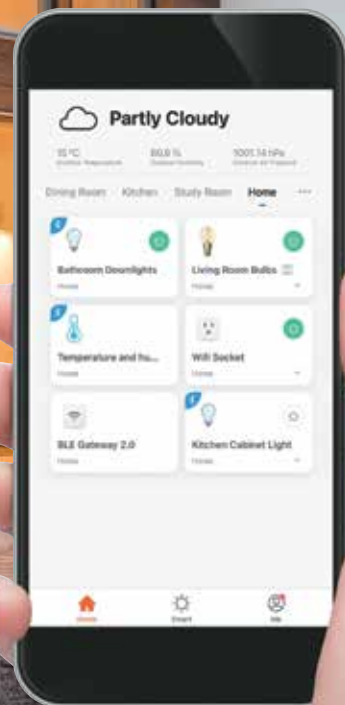 Partly Cloudy
15 °C
1001.14 hPa
Outdoor Temperature
Dining Room Kitchen Study Room Home ...
Bathroom Downlights
Home
Living Room Bulbs
Home
Temperature and hu...
Home
Wifi Socket
Home
BLE Gateway 2.0
Home
Kitchen Cabinet Light
Home
Home
Smart
Me